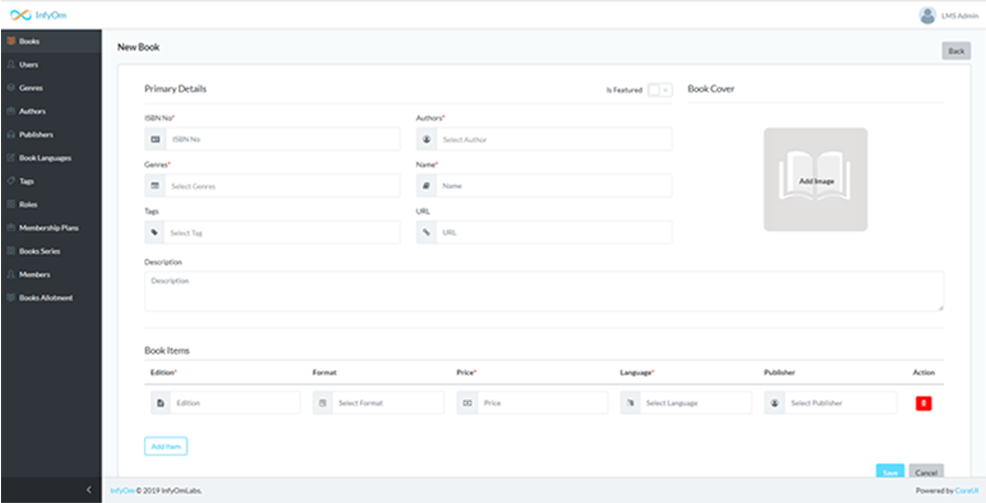 InfyOm
LMS Admin
Books
Users
Genres
Authors
Publishers
Book Languages
Tags
Roles
Membership Plans
Books Series
Members
Books Allotment
New Book
Back
Primary Details
Is Featured
Book Cover
ISBN No*
Authors*
ISBN No
Select Author
Genres*
Name*
Select Genres
Name
Tags
URL
Select Tag
URL
Add Image
Description
Description
Book Items
Edition* Format Price* Language* Publisher Action
Edition Select Format Price Select Language Select Publisher
Add Item
Save Cancel
InfyOm © 2019 InfyOmLabs.
Powered by CoreUI